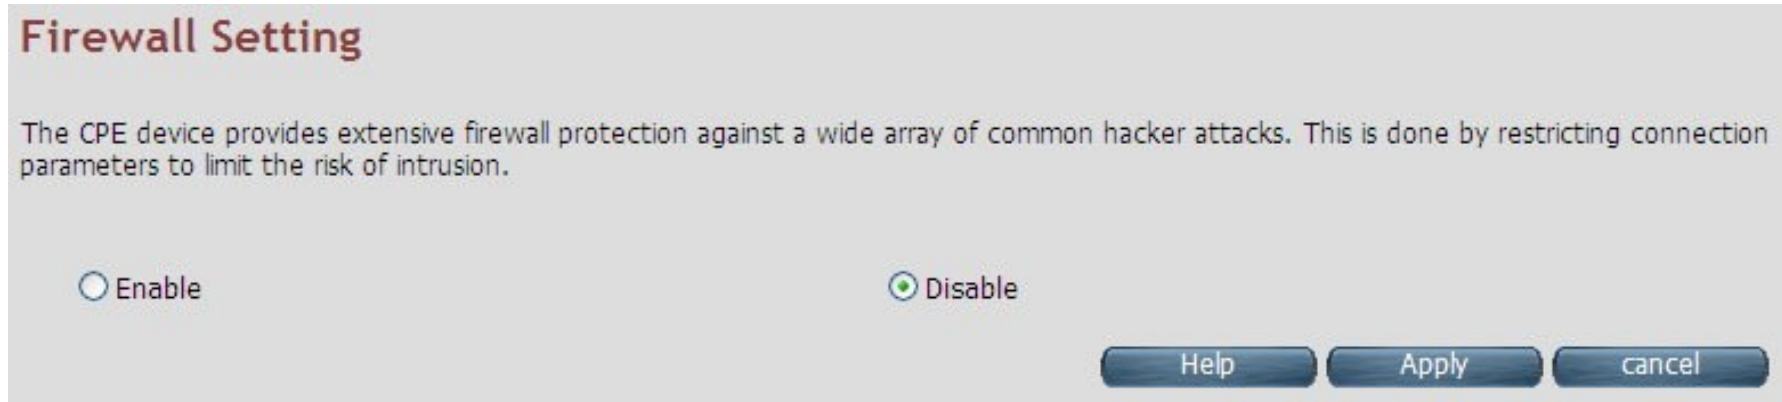 Firewall Setting
The CPE device provides extensive firewall protection against a wide array of common hacker attacks. This is done by restricting connection
parameters to limit the risk of intrusion.
Enable Disable
Help Apply cancel